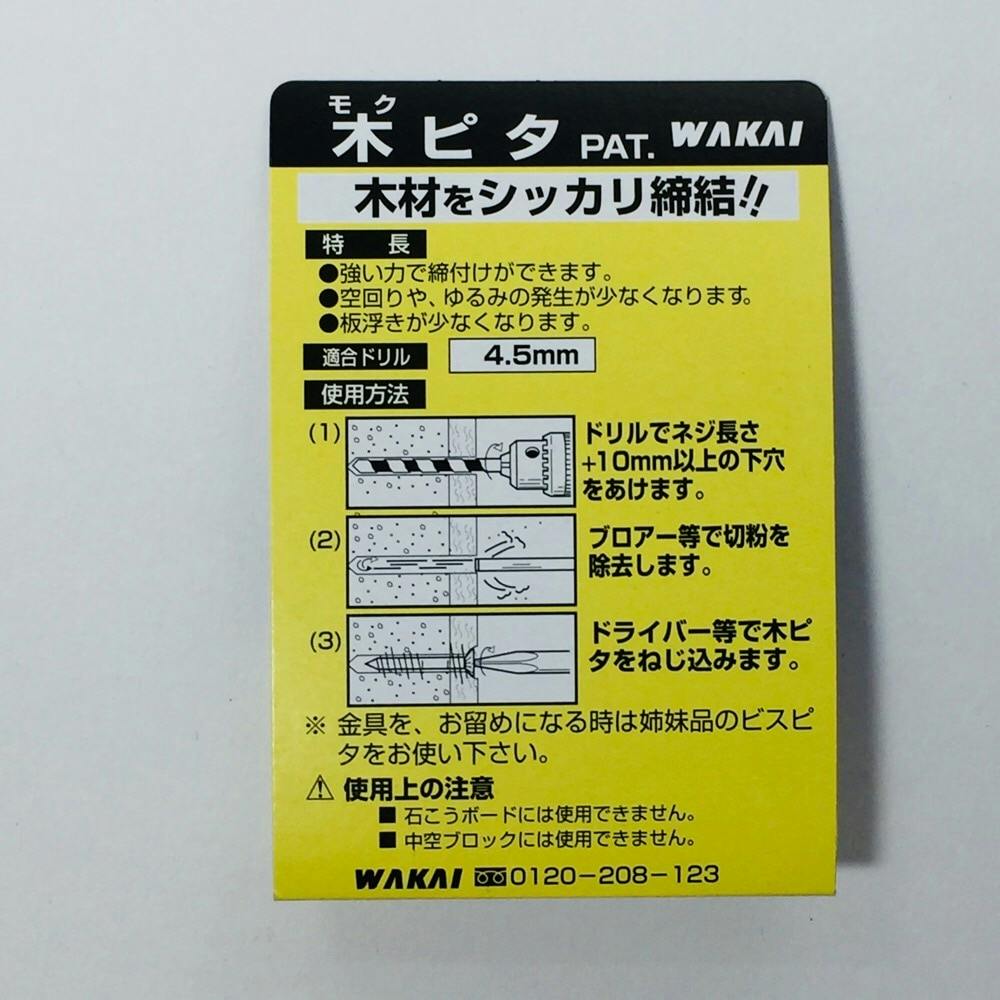 モク
木ピタ PAT. WAKAI
木材をシッカリ締結!!
特 長
●強い力で締付けができます。
●空回りや、ゆるみの発生が少なくなります。
●板浮きが少なくなります。
適合ドリル 4.5mm
使用方法
(1)
ドリルでネジ長さ
+10mm以上の下穴
をあけます。
(2)
ブロアー等で切粉を
除去します。
(3)
ドライバー等で木ピ
タをねじ込みます。
※ 金具を、お留めになる時は姉妹品のビスピ
タをお使い下さい。
⚠ 使用上の注意
■ 石こうボードには使用できません。
■ 中空ブロックには使用できません。
WAKAI 0120-208-123